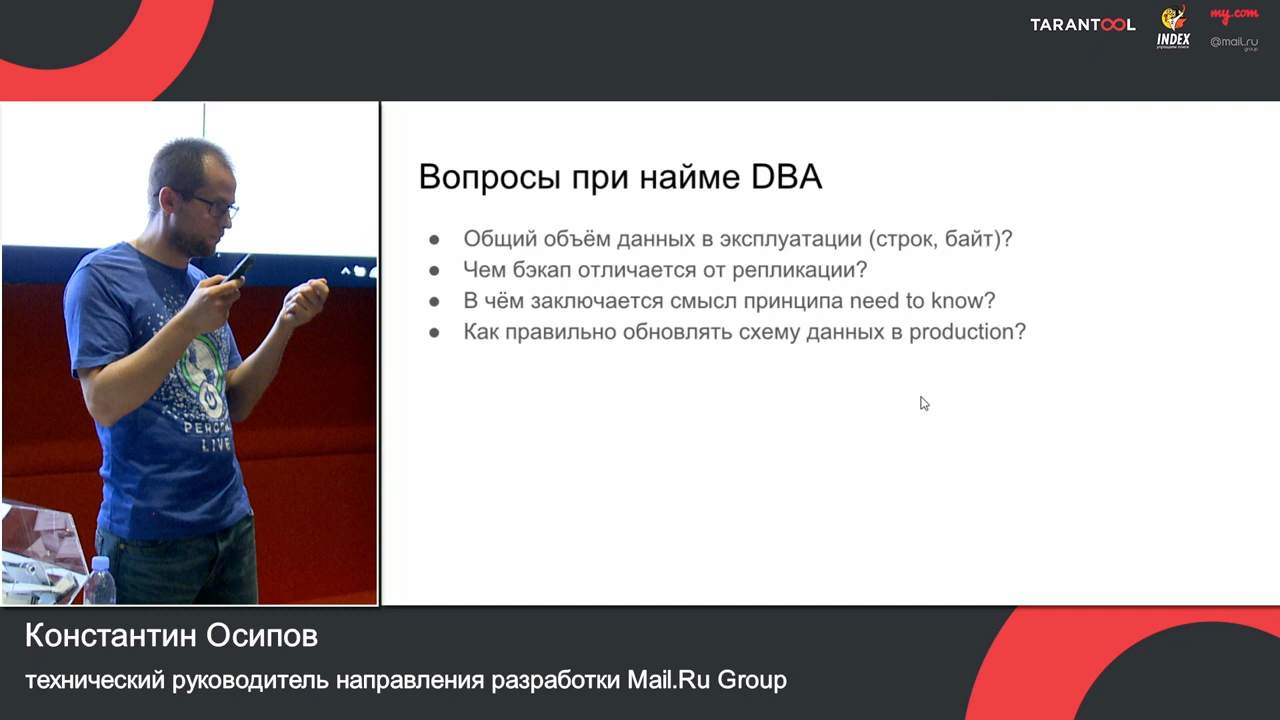 TARANTOOL
INDEX
my.com
@mail.ru
group
Вопросы при найме DBA
Общий объём данных в эксплуатации (строк, байт)?
Чем бэкап отличается от репликации?
В чём заключается смысл принципа need to know?
Как правильно обновлять схему данных в production?
LIVE
Константин Осипов
технический руководитель направления разработки Mail.Ru Group